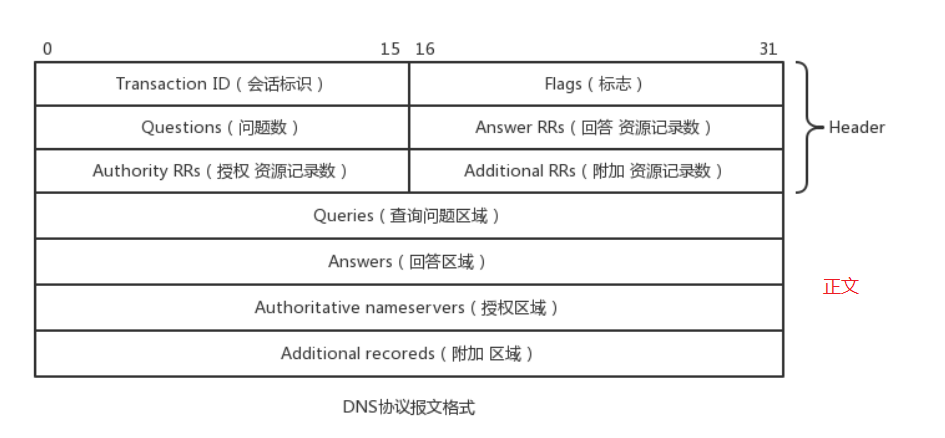 0 15 16 31
Transaction ID（会话标识） Flags（标志）
Questions（问题数） Answer RRs（回答 资源记录数） Header
Authority RRs（授权 资源记录数） Additional RRs（附加 资源记录数）
Queries（查询问题区域）
Answers（回答区域）
正文
Authoritative nameservers（授权区域）
Additional recoreds（附加 区域）
DNS协议报文格式